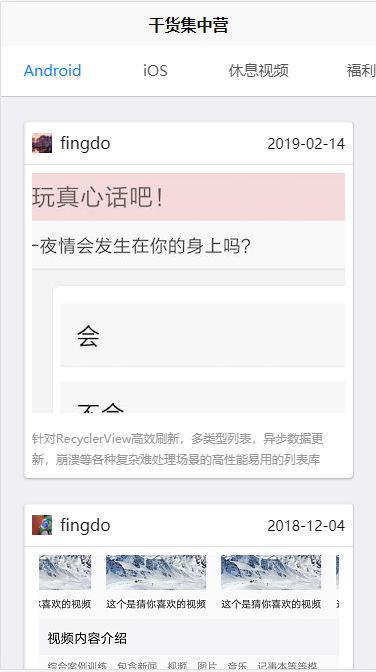 干货集中营
Android iOS 休息视频 福利
fingdo 2019-02-14
玩真心话吧！
一夜情会发生在你的身上吗？
会
不会
针对RecyclerView高效刷新，多类型列表，异步数据更
新，崩溃等各种复杂难处理场景的高性能易用的列表库
fingdo 2018-12-04
喜欢的视频 这个是猜你喜欢的视频 这个是猜你喜欢的视频
视频内容介绍
综合案例训练，包含新闻、视频、图片、音乐、记事本等等模